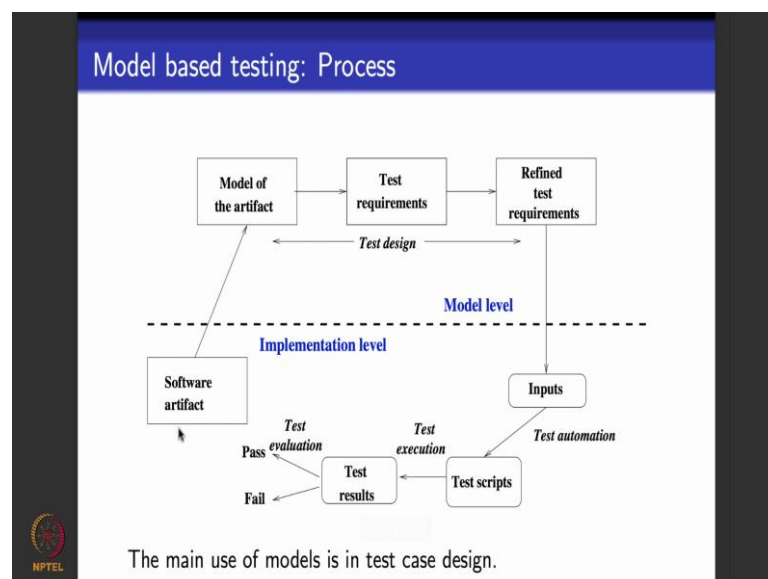 Model based testing: Process
Model of
the artifact
Test
requirements
Refined
test
requirements
Test design
Model level
Implementation level
Software
artifact
Inputs
Test automation
Test
evaluation
Test
execution
Pass
Fail
Test
results
Test scripts
NPTEL
The main use of models is in test case design.